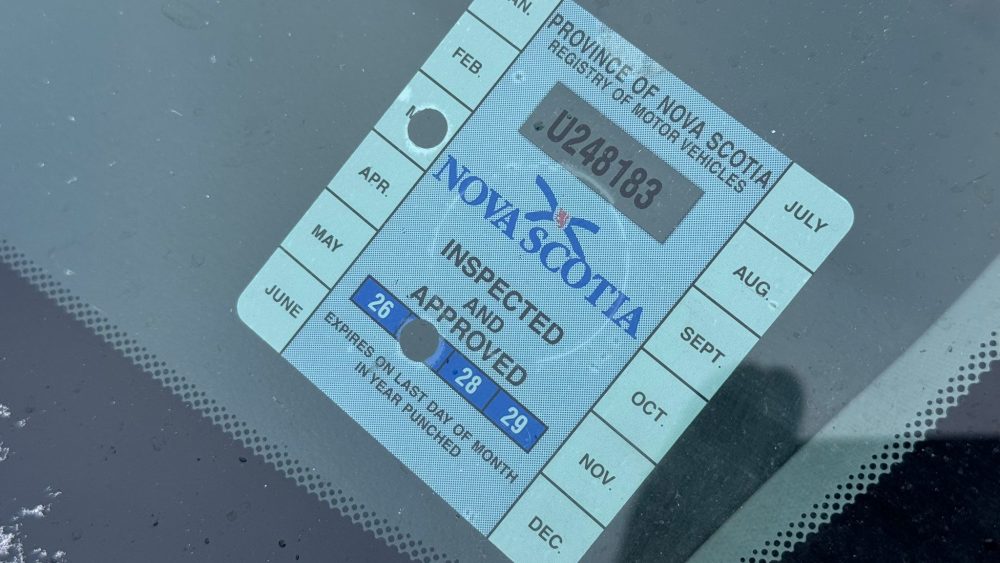 PROVINCE OF NOVA SCOTIA
REGISTRY OF MOTOR VEHICLES
U248183
NOVA SCOTIA
INSPECTED
AND
APPROVED
26 28 29
EXPIRES ON LAST DAY OF MONTH
IN YEAR PUNCHED
FEB.
APR.
MAY
JUNE
JULY
AUG.
SEPT.
OCT.
NOV.
DEC.